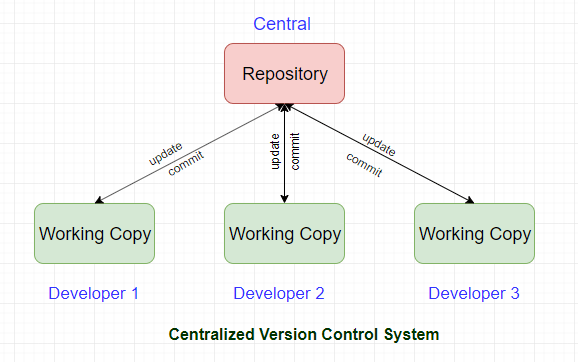 Central
Repository
update
commit
update
commit
update
commit
Working Copy
Working Copy
Working Copy
Developer 1
Developer 2
Developer 3
Centralized Version Control System